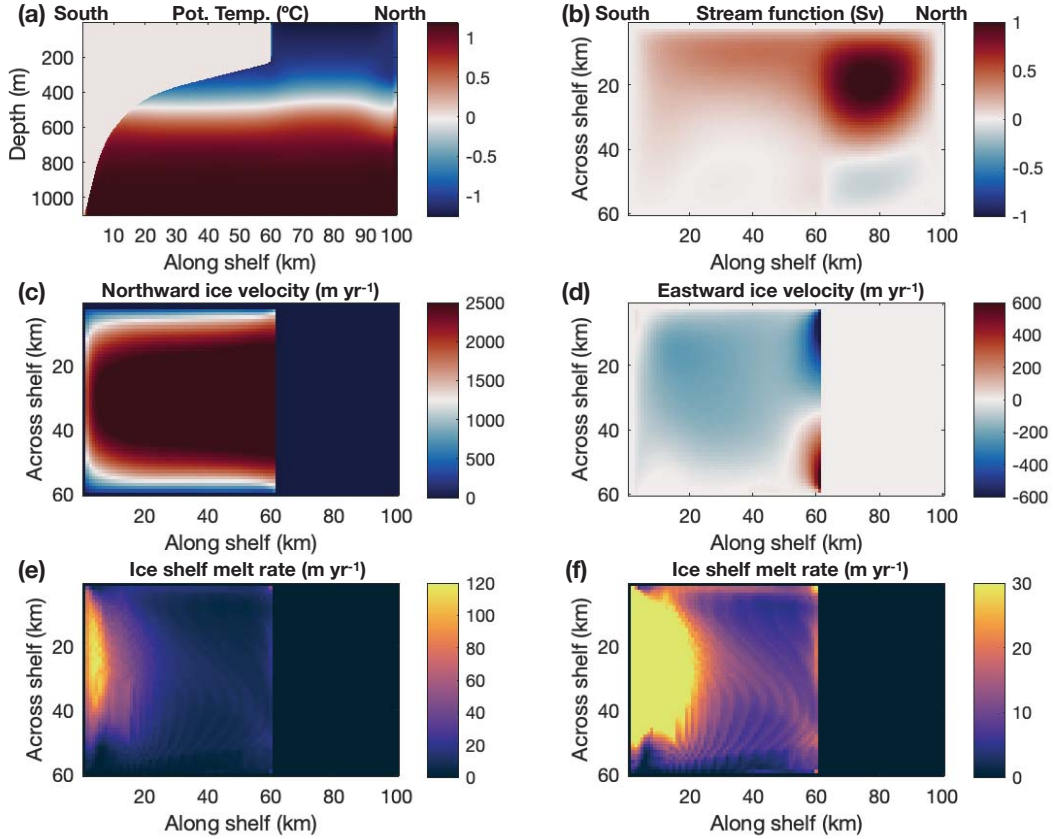 (a) South Pot. Temp. (ºC) North
Depth (m)
200
400
600
800
1000
10 20 30 40 50 60 70 80 90 100
Along shelf (km)
1
0.5
0
-0.5
-1
(b) South Stream function (Sv) North
Across shelf (km)
20
40
60
20 40 60 80 100
Along shelf (km)
1
0.5
0
-0.5
-1
(c) Northward ice velocity (m yr-1)
Across shelf (km)
20
40
60
20 40 60 80 100
Along shelf (km)
2500
2000
1500
1000
500
0
(d) Eastward ice velocity (m yr-1)
Across shelf (km)
20
40
60
20 40 60 80 100
Along shelf (km)
600
400
200
0
-200
-400
-600
(e) Ice shelf melt rate (m yr-1)
Across shelf (km)
20
40
60
20 40 60 80 100
Along shelf (km)
120
100
80
60
40
20
0
(f) Ice shelf melt rate (m yr-1)
Across shelf (km)
20
40
60
20 40 60 80 100
Along shelf (km)
30
20
10
0